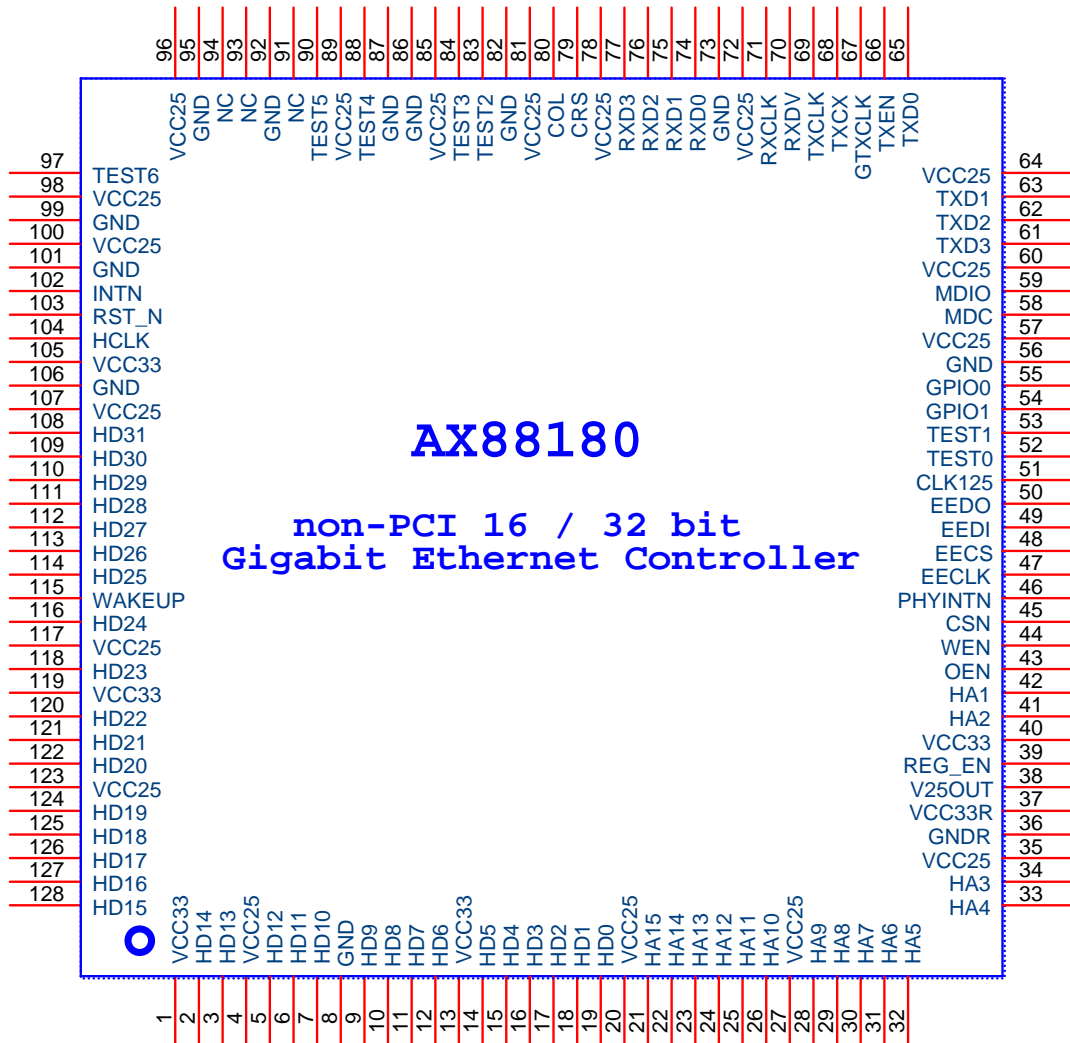 96 95 94 93 92 91 90 89 88 87 86 85 84 83 82 81 80 79 78 77 76 75 74 73 72 71 70 69 68 67 66 65
VCC25 GND NC NC GND NC TEST5 VCC25 TEST4 GND GND VCC25 TEST3 TEST2 GND VCC25 COL CRS VCC25 RXD3 RXD2 RXD1 RXD0 GND VCC25 RXCLK RXDV TXCLK TXCX GTXCLK TXEN TXD0
97 TEST6 VCC25 64
98 VCC25 TXD1 63
99 GND TXD2 62
100 VCC25 TXD3 61
101 GND VCC25 60
102 INTN MDIO 59
103 RST_N MDC 58
104 HCLK VCC25 57
105 VCC33 GND 56
106 GND GPIO0 55
107 VCC25 GPIO1 54
108 HD31 TEST1 53
109 HD30 TEST0 52
110 HD29 CLK125 51
111 HD28 EEDO 50
112 HD27 EEDI 49
113 HD26 EECS 48
114 HD25 EECLK 47
115 WAKEUP PHYINTN 46
116 HD24 CSN 45
117 VCC25 WEN 44
118 HD23 OEN 43
119 VCC33 HA1 42
120 HD22 HA2 41
121 HD21 VCC33 40
122 HD20 REG_EN 39
123 VCC25 V25OUT 38
124 HD19 VCC33R 37
125 HD18 GNDR 36
126 HD17 VCC25 35
127 HD16 HA3 34
128 HD15 HA4 33
AX88180
non-PCI 16 / 32 bit
Gigabit Ethernet Controller
VCC33 HD14 HD13 VCC25 HD12 HD11 HD10 GND HD9 HD8 HD7 HD6 VCC33 HD5 HD4 HD3 HD2 HD1 HD0 VCC25 HA15 HA14 HA13 HA12 HA11 HA10 VCC25 HA9 HA8 HA7 HA6 HA5
1 2 3 4 5 6 7 8 9 10 11 12 13 14 15 16 17 18 19 20 21 22 23 24 25 26 27 28 29 30 31 32